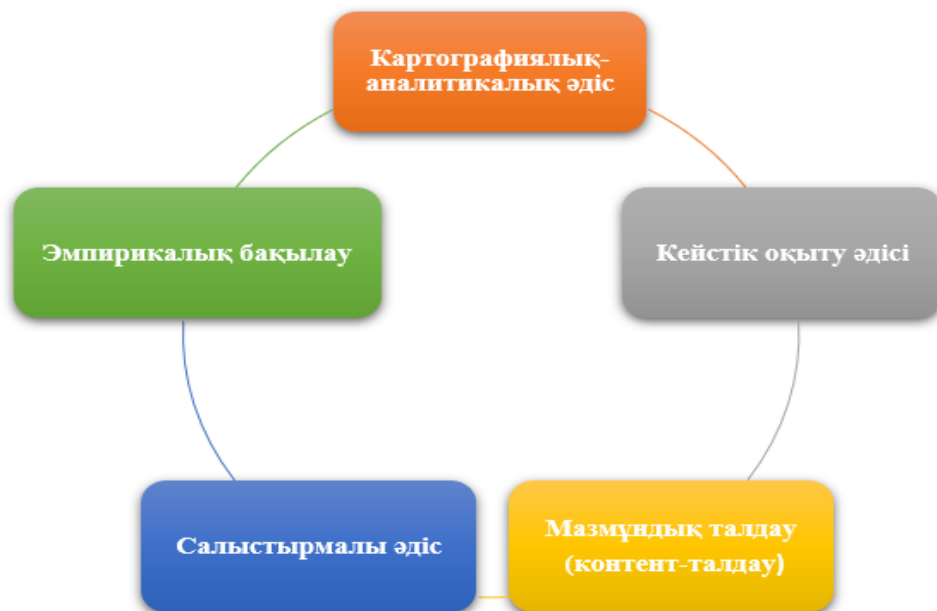 Картографиялық-
аналитикалық әдіс
Эмпирикалық бақылау
Кейстік оқыту әдісі
Салыстырмалы әдіс
Мазмұндық талдау
(контент-талдау)